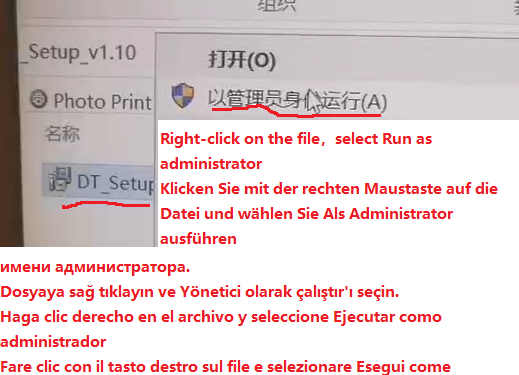 组织
_Setup_v1.10
打开(O)
Photo Print
以管理员身份运行(A)
名称
DT_Setup
Right-click on the file，select Run as
administrator
Klicken Sie mit der rechten Maustaste auf die
Datei und wählen Sie Als Administrator
ausführen
имени администратора.
Dosyaya sağ tıklayın ve Yönetici olarak çalıştır'ı seçin.
Haga clic derecho en el archivo y seleccione Ejecutar como
administrador
Fare clic con il tasto destro sul file e selezionare Esegui come